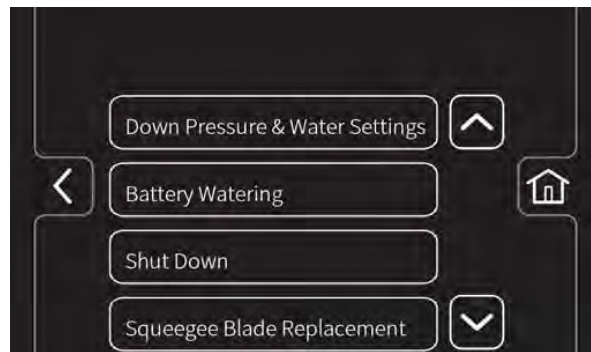 Down Pressure & Water Settings
Battery Watering
Shut Down
Squeegee Blade Replacement